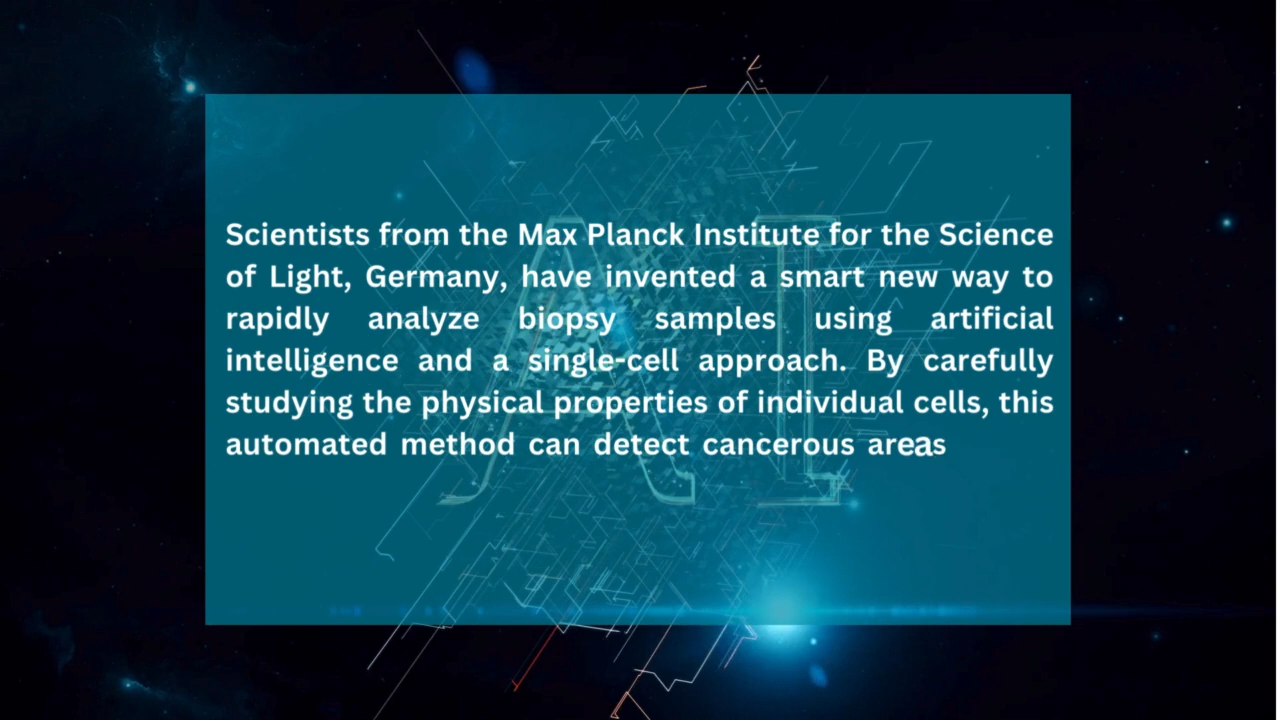 Scientists from the Max Planck Institute for the Science
of Light, Germany, have invented a smart new way to
rapidly analyze biopsy samples using artificial
intelligence and a single-cell approach. By carefully
studying the physical properties of individual cells, this
automated method can detect cancerous areas
AI